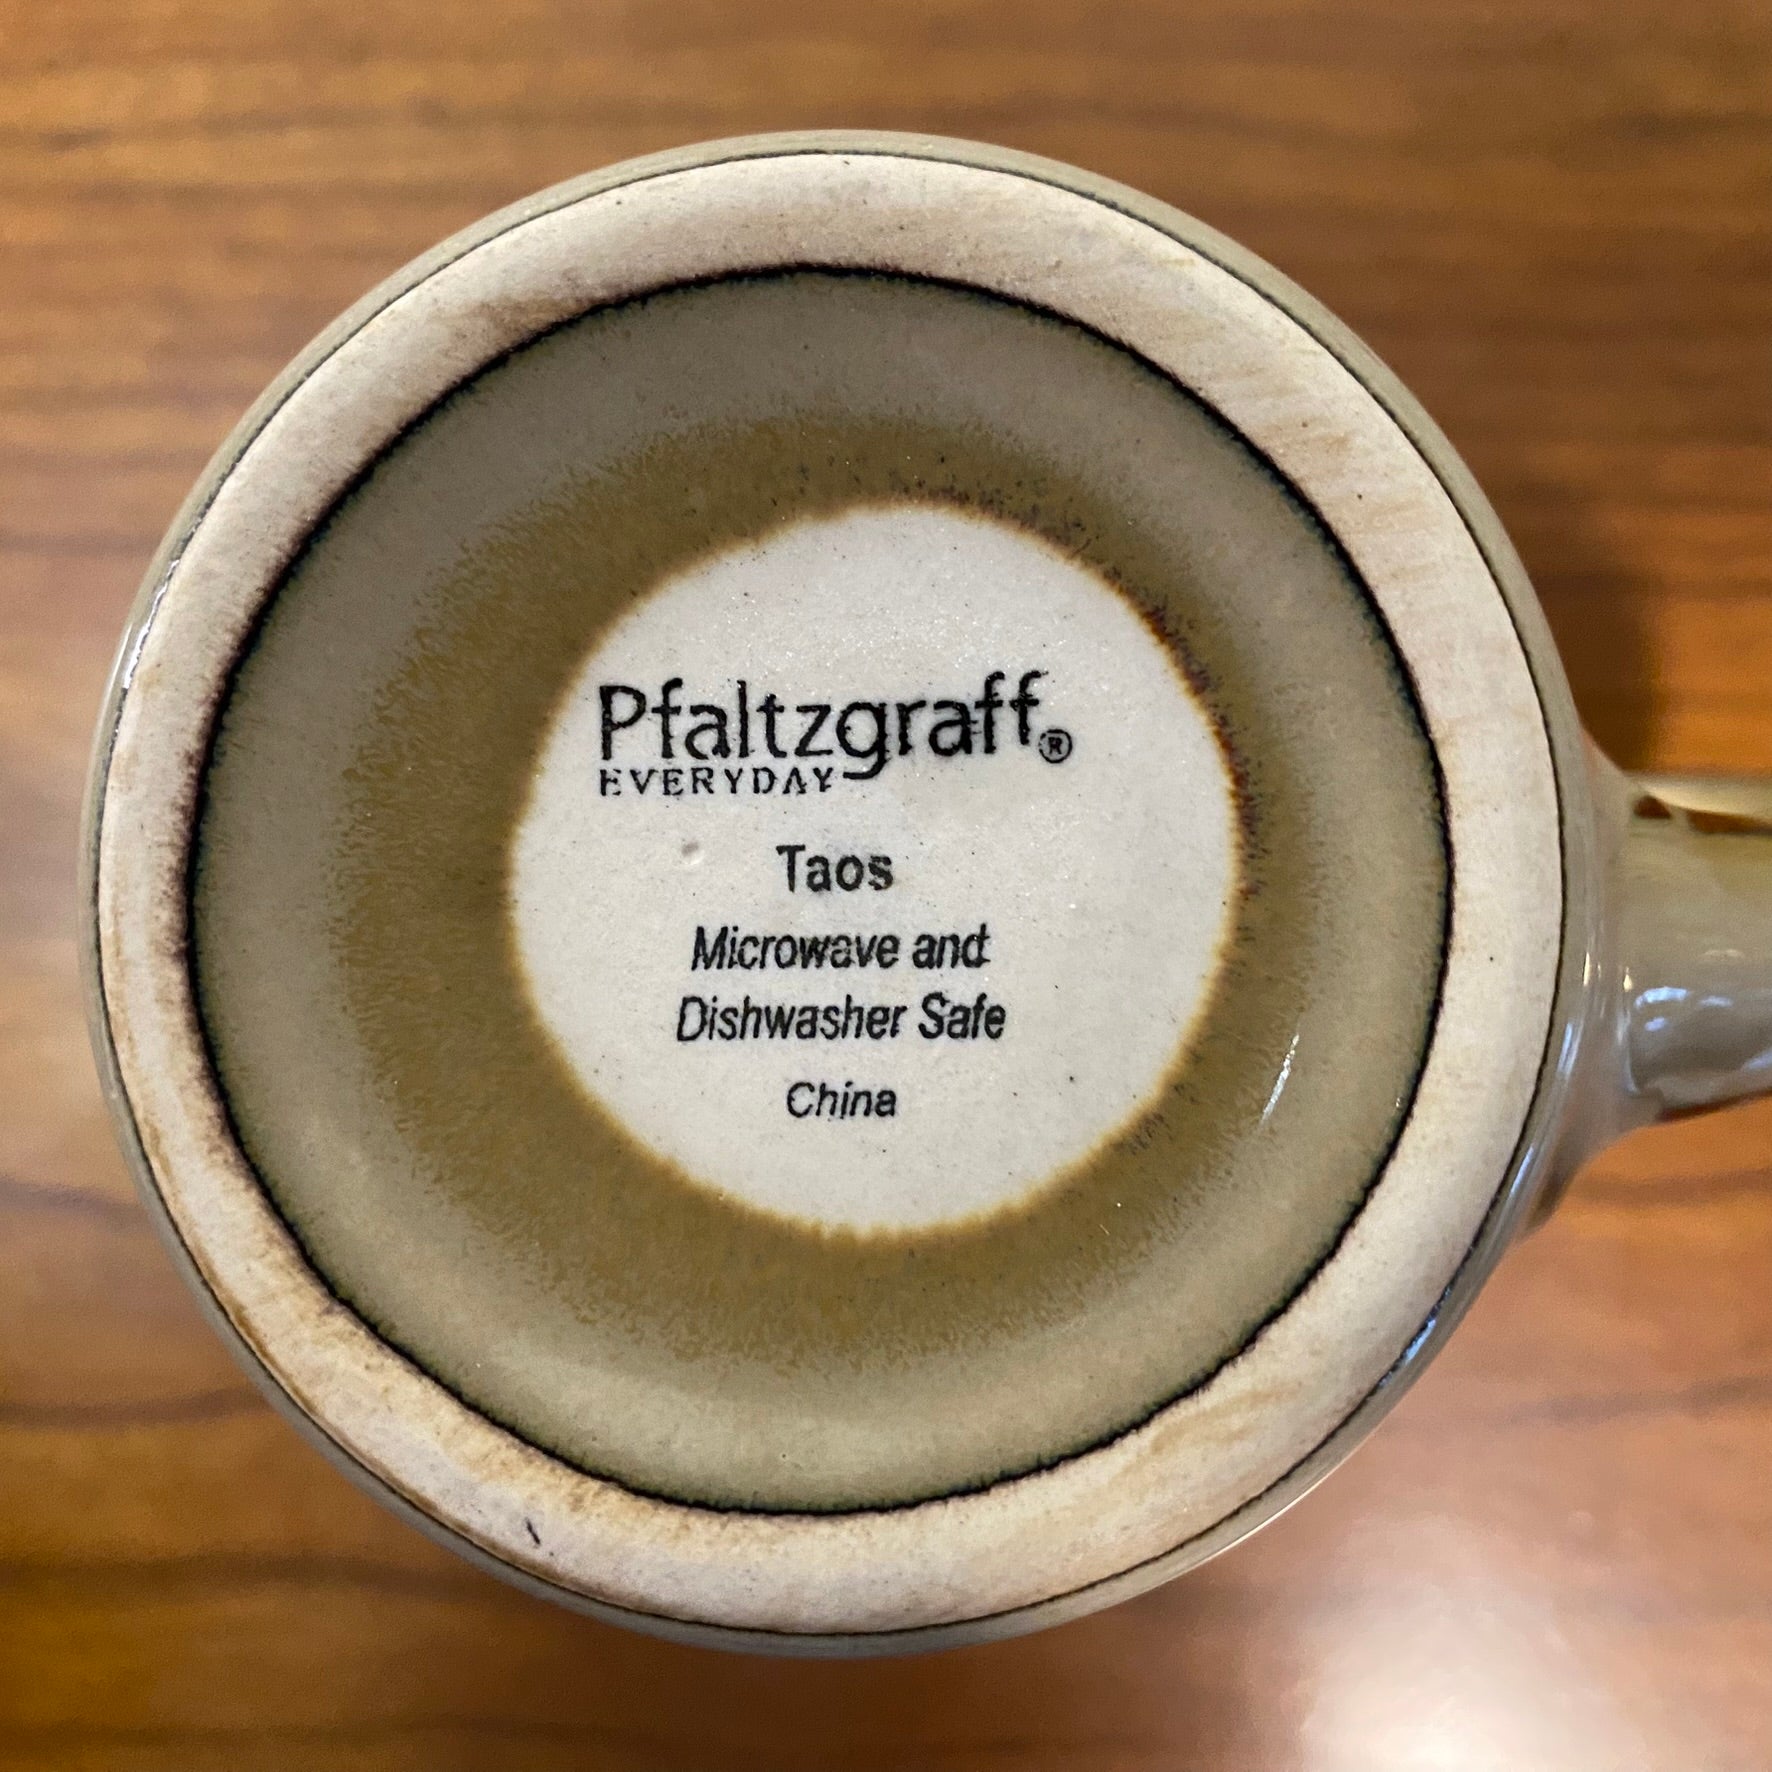 Pfaltzgraff®
EVERYDAY
Taos
Microwave and
Dishwasher Safe
China